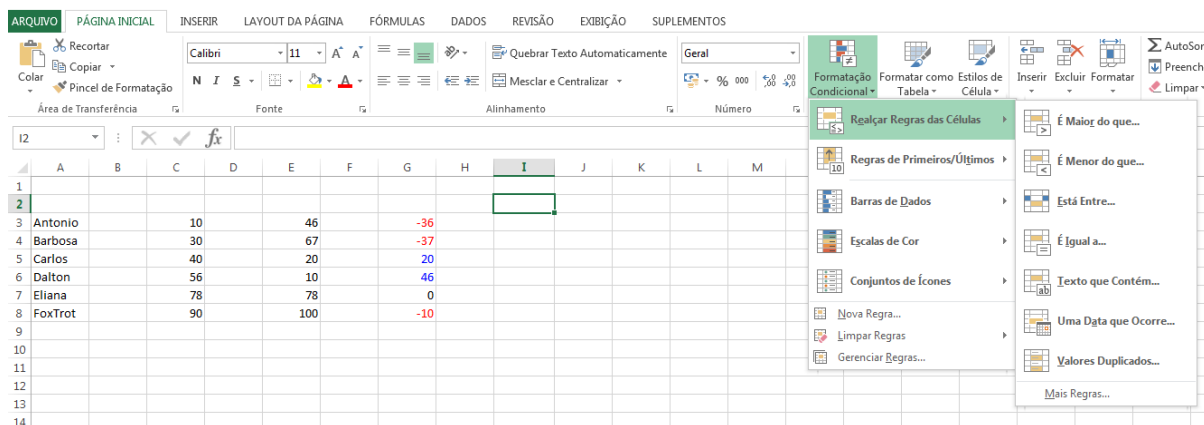 ARQUIVO PÁGINA INICIAL INSERIR LAYOUT DA PÁGINA FÓRMULAS DADOS REVISÃO EXIBIÇÃO SUPLEMENTOS
Colar
Recortar
Copiar
Pincel de Formatação
Área de Transferência
Calibri 11 A A
N I S A
Fonte
Quebrar Texto Automaticamente
Mesclar e Centralizar
Alinhamento
Geral
% 000 ,00 ,00
Número
Formatação Condicional
Formatar como Tabela
Estilos de Célula
Inserir Excluir Formatar
AutoSor
Preench
Limpar
I2 fx
A B C D E F G H I J K L M
1
2
3 Antonio 10 46 -36
4 Barbosa 30 67 -37
5 Carlos 40 20 20
6 Dalton 56 10 46
7 Eliana 78 78 0
8 FoxTrot 90 100 -10
9
10
11
12
13
14
Realçar Regras das Células
Regras de Primeiros/Últimos
10
Barras de Dados
Escalas de Cor
Conjuntos de Ícones
Nova Regra...
Limpar Regras
Gerenciar Regras...
É Maior do que...
É Menor do que...
Está Entre...
É Igual a...
ab Texto que Contém...
Uma Data que Ocorre...
Valores Duplicados...
Mais Regras...